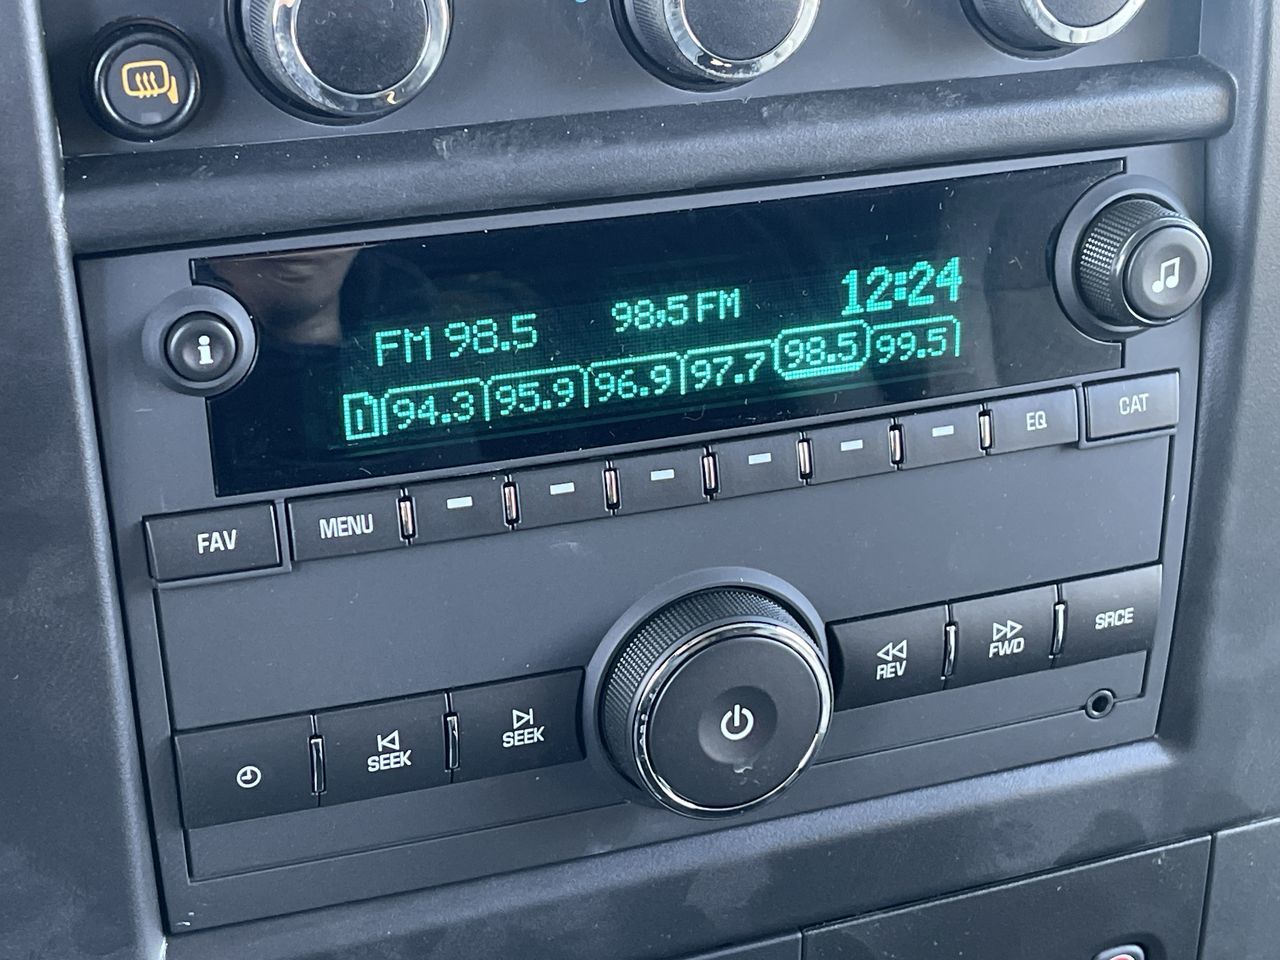 FM 98.5 98.5 FM 12:24
1 94.3 95.9 96.9 97.7 98.5 99.5
i
FAV MENU EQ CAT
SEEK SEEK REV FWD SRCE